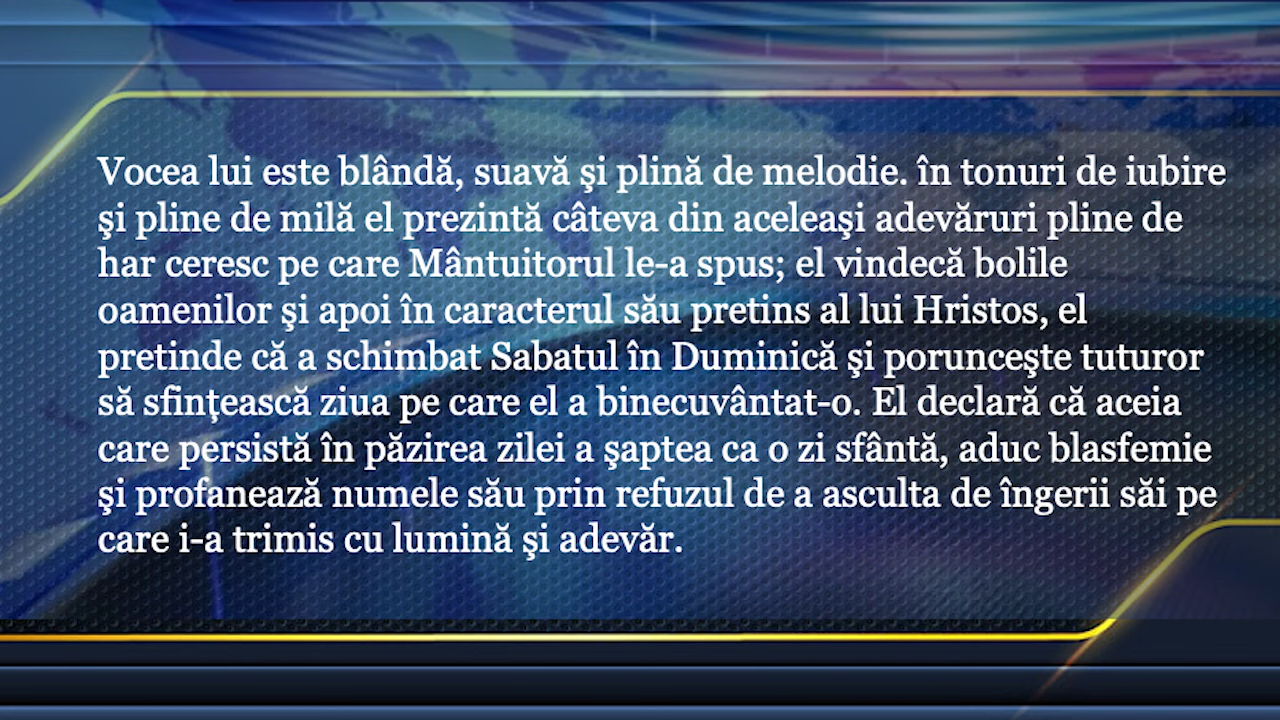 Vocea lui este blândă, suavă şi plină de melodie. în tonuri de iubire
şi pline de milă el prezintă câteva din aceleaşi adevăruri pline de
har ceresc pe care Mântuitorul le-a spus; el vindecă bolile
oamenilor şi apoi în caracterul său pretins al lui Hristos, el
pretinde că a schimbat Sabatul în Duminică şi porunceşte tuturor
să sfinţească ziua pe care el a binecuvântat-o. El declară că aceia
care persistă în păzirea zilei a şaptea ca o zi sfântă, aduc blasfemie
şi profanează numele său prin refuzul de a asculta de îngerii săi pe
care i-a trimis cu lumină şi adevăr.